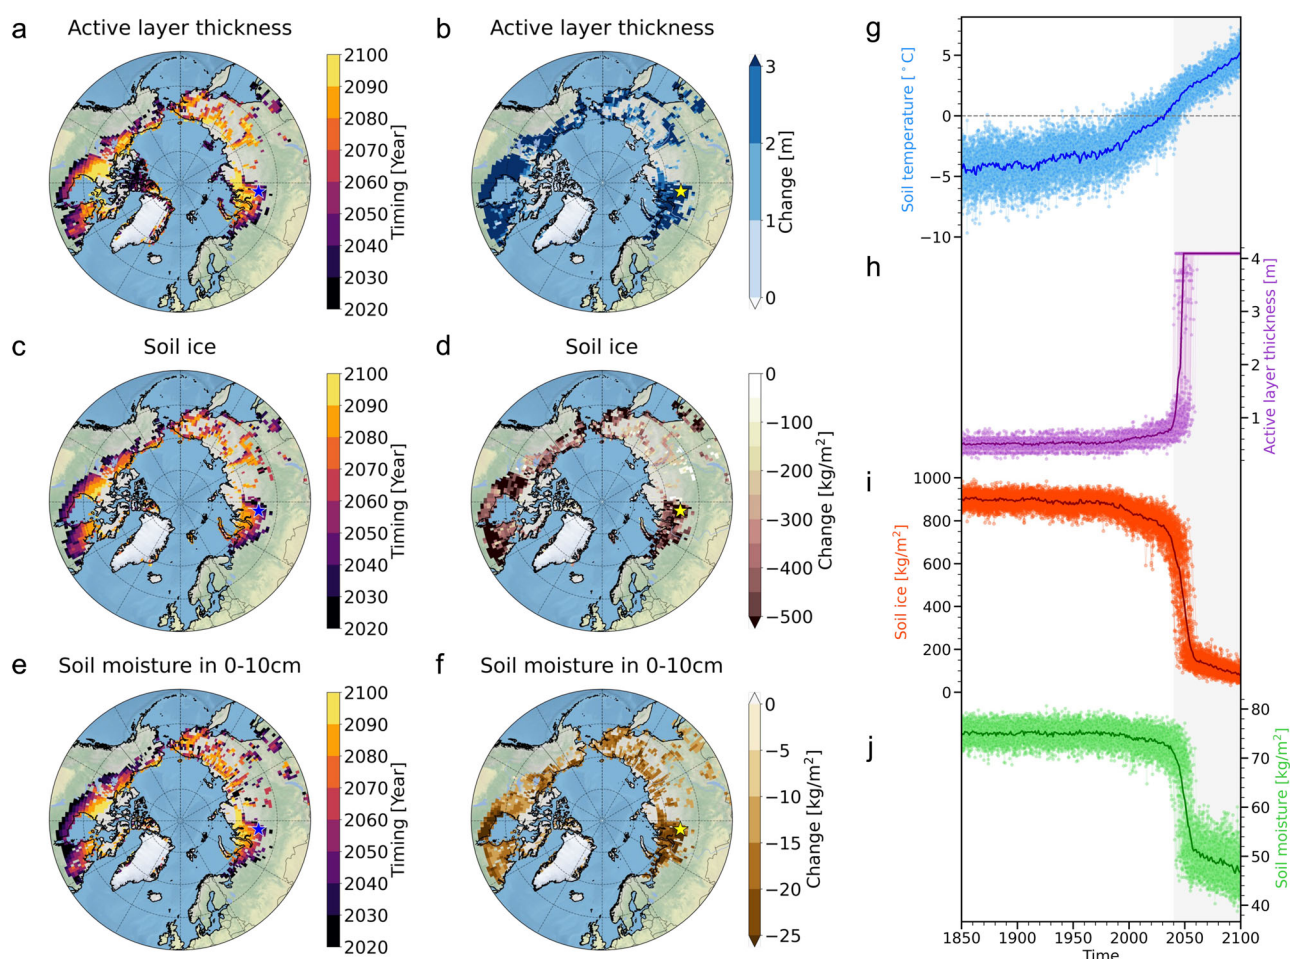 a Active layer thickness
2100
2090
2080
2070
2060
2050
2040
2030
2020
Timing [Year]
b Active layer thickness
3
2
1
0
Change [m]
c Soil ice
2100
2090
2080
2070
2060
2050
2040
2030
2020
Timing [Year]
d Soil ice
0
−100
−200
−300
−400
−500
Change [kg/m²]
e Soil moisture in 0-10cm
2100
2090
2080
2070
2060
2050
2040
2030
2020
Timing [Year]
f Soil moisture in 0-10cm
0
−5
−10
−15
−20
−25
Change [kg/m²]
g
Soil temperature [°C]
5
0
−5
−10
h
4
3
2
1
Active layer thickness [m]
i
Soil ice [kg/m²]
1000
800
600
400
200
0
j
80
70
60
50
40
Soil moisture [kg/m²]
1850 1900 1950 2000 2050 2100
Time